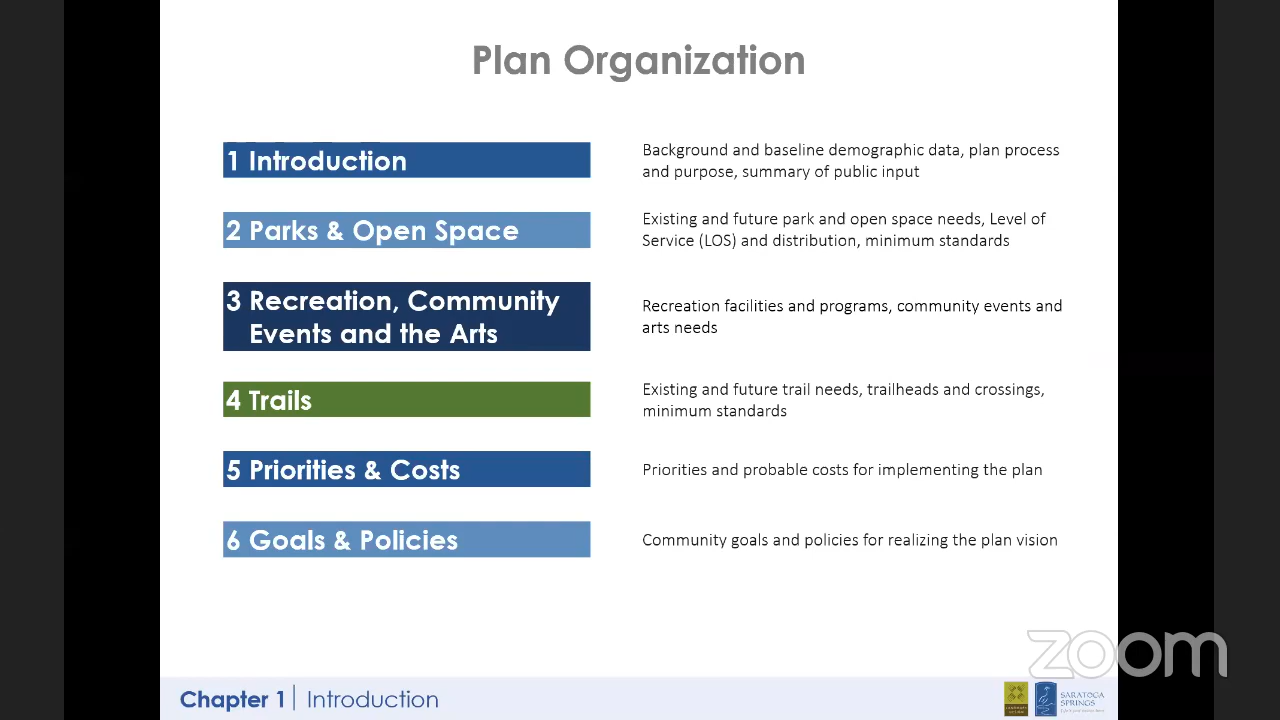 Plan Organization
1 Introduction
Background and baseline demographic data, plan process
and purpose, summary of public input
2 Parks & Open Space
Existing and future park and open space needs, Level of
Service (LOS) and distribution, minimum standards
3 Recreation, Community
Events and the Arts
Recreation facilities and programs, community events and
arts needs
4 Trails
Existing and future trail needs, trailheads and crossings,
minimum standards
5 Priorities & Costs
Priorities and probable costs for implementing the plan
6 Goals & Policies
Community goals and policies for realizing the plan vision
zoom
Chapter 1 | Introduction
SARATOGA
SPRINGS